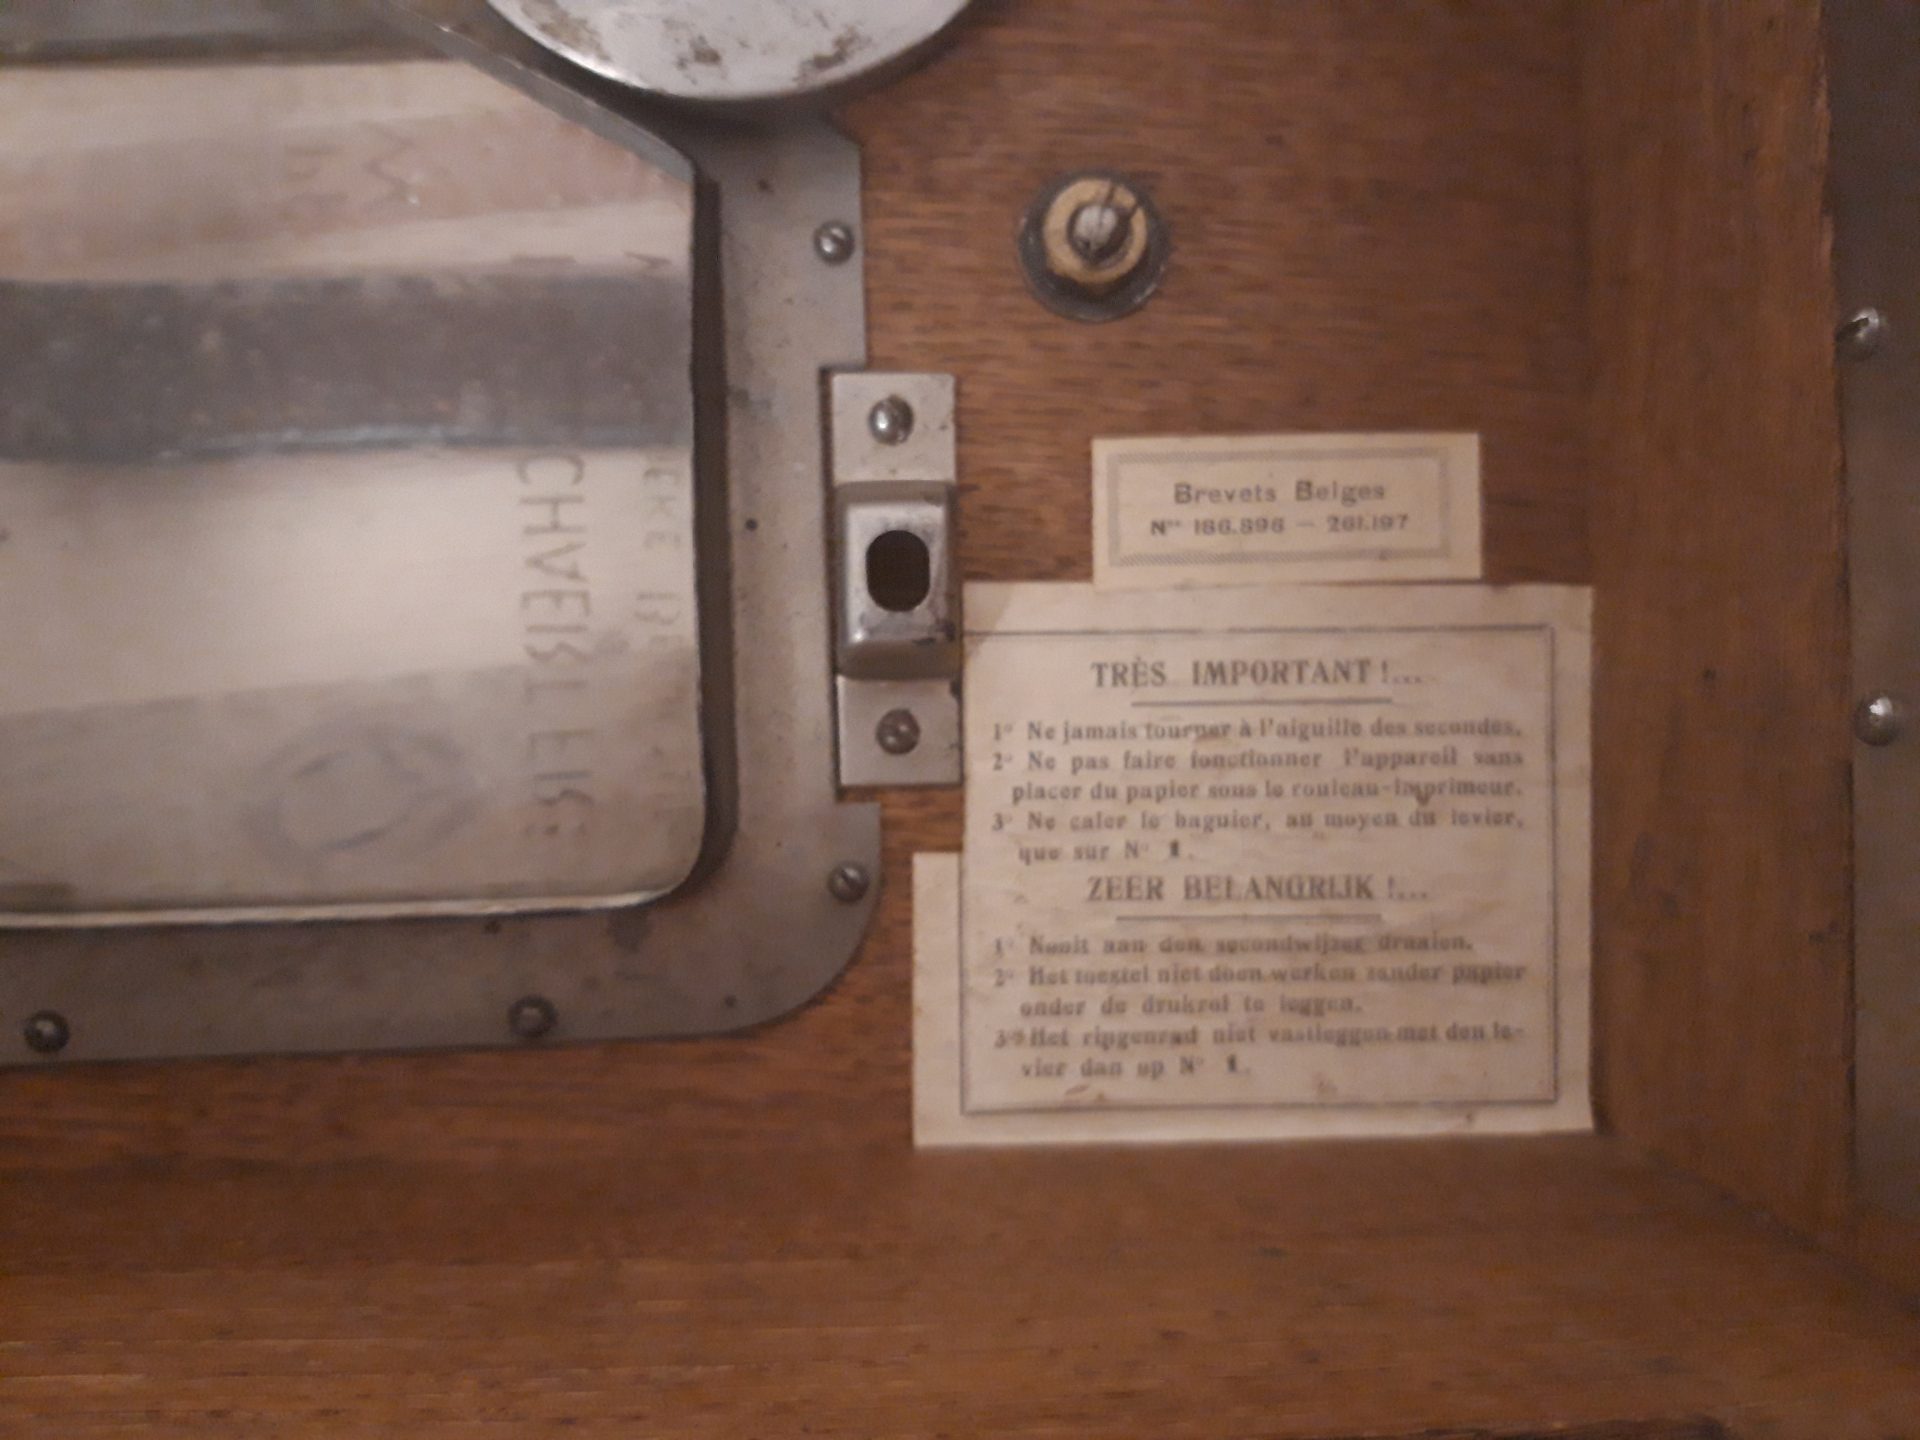 Brevets Belges
Nos 186.896 — 261.197
TRÈS IMPORTANT !...
1° Ne jamais tourner à l'aiguille des secondes.
2° Ne pas faire fonctionner l'appareil sans
placer du papier sous le rouleau-imprimeur.
3° Ne caler le baguier, au moyen du levier,
que sur N° 1.
ZEER BELANGRIJK !...
1° Nooit aan den secondwijzer draaien.
2° Het toestel niet doen werken zonder papier
onder de drukrol te leggen.
3° Het ringenrad niet vastleggen met den le-
vier dan op N° 1.